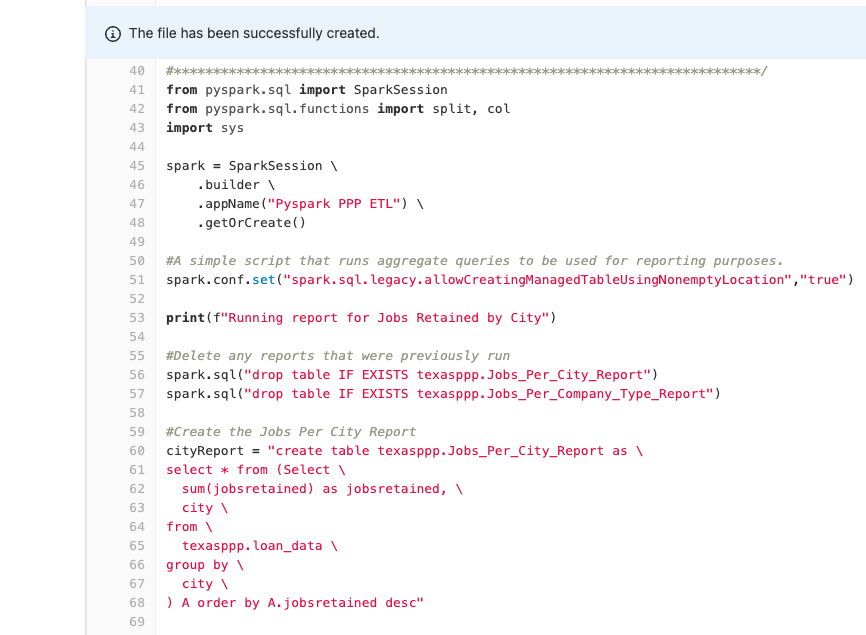 The file has been successfully created.
40 #***************************************************************************/
41 from pyspark.sql import SparkSession
42 from pyspark.sql.functions import split, col
43 import sys
44
45 spark = SparkSession \
46     .builder \
47     .appName("Pyspark PPP ETL") \
48     .getOrCreate()
49
50 #A simple script that runs aggregate queries to be used for reporting purposes.
51 spark.conf.set("spark.sql.legacy.allowCreatingManagedTableUsingNonemptyLocation","true")
52
53 print(f"Running report for Jobs Retained by City")
54
55 #Delete any reports that were previously run
56 spark.sql("drop table IF EXISTS texasppp.Jobs_Per_City_Report")
57 spark.sql("drop table IF EXISTS texasppp.Jobs_Per_Company_Type_Report")
58
59 #Create the Jobs Per City Report
60 cityReport = "create table texasppp.Jobs_Per_City_Report as \
61 select * from (Select \
62   sum(jobsretained) as jobsretained, \
63   city \
64 from \
65   texasppp.loan_data \
66 group by \
67   city \
68 ) A order by A.jobsretained desc"
69